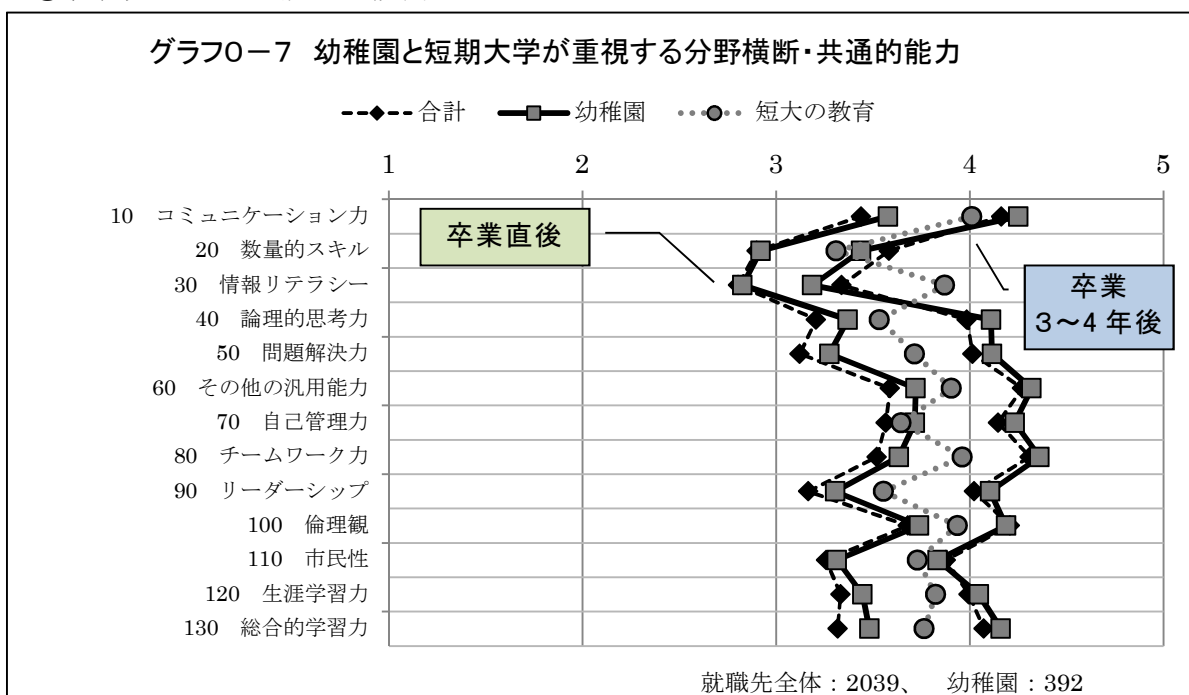 グラフ0－7 幼稚園と短期大学が重視する分野横断・共通的能力
合計 幼稚園 短大の教育
1 2 3 4 5
10 コミュニケーション力
20 数量的スキル
30 情報リテラシー
40 論理的思考力
50 問題解決力
60 その他の汎用能力
70 自己管理力
80 チームワーク力
90 リーダーシップ
100 倫理観
110 市民性
120 生涯学習力
130 総合的学習力
卒業直後
卒業
3～4年後
就職先全体：2039、 幼稚園：392